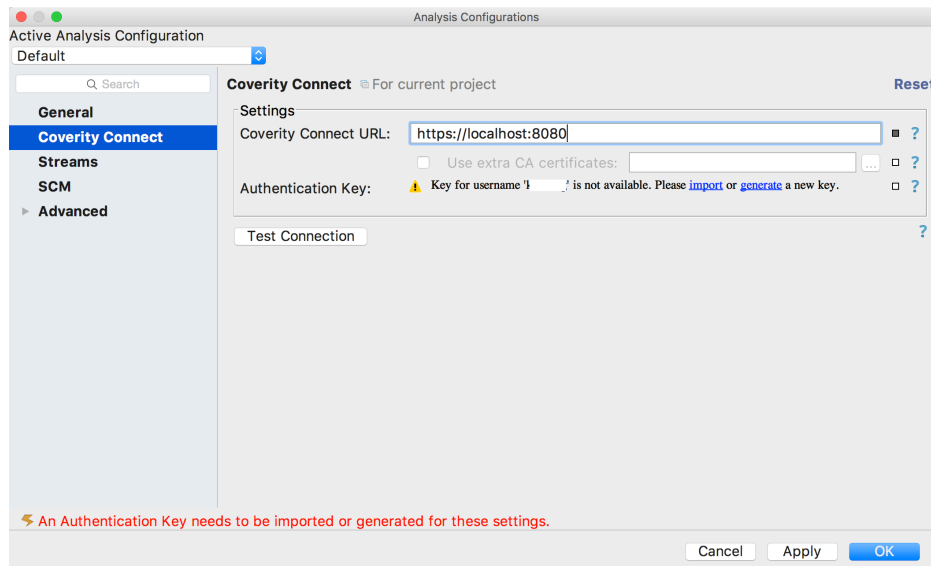 Analysis Configurations
Active Analysis Configuration
Default
Search
Coverity Connect For current project
Reset
General
Coverity Connect
Streams
SCM
Advanced
Settings
Coverity Connect URL: https://localhost:8080 ?
Use extra CA certificates: ... ?
Authentication Key: Key for username ' ' is not available. Please import or generate a new key. ?
Test Connection ?
An Authentication Key needs to be imported or generated for these settings.
Cancel Apply OK